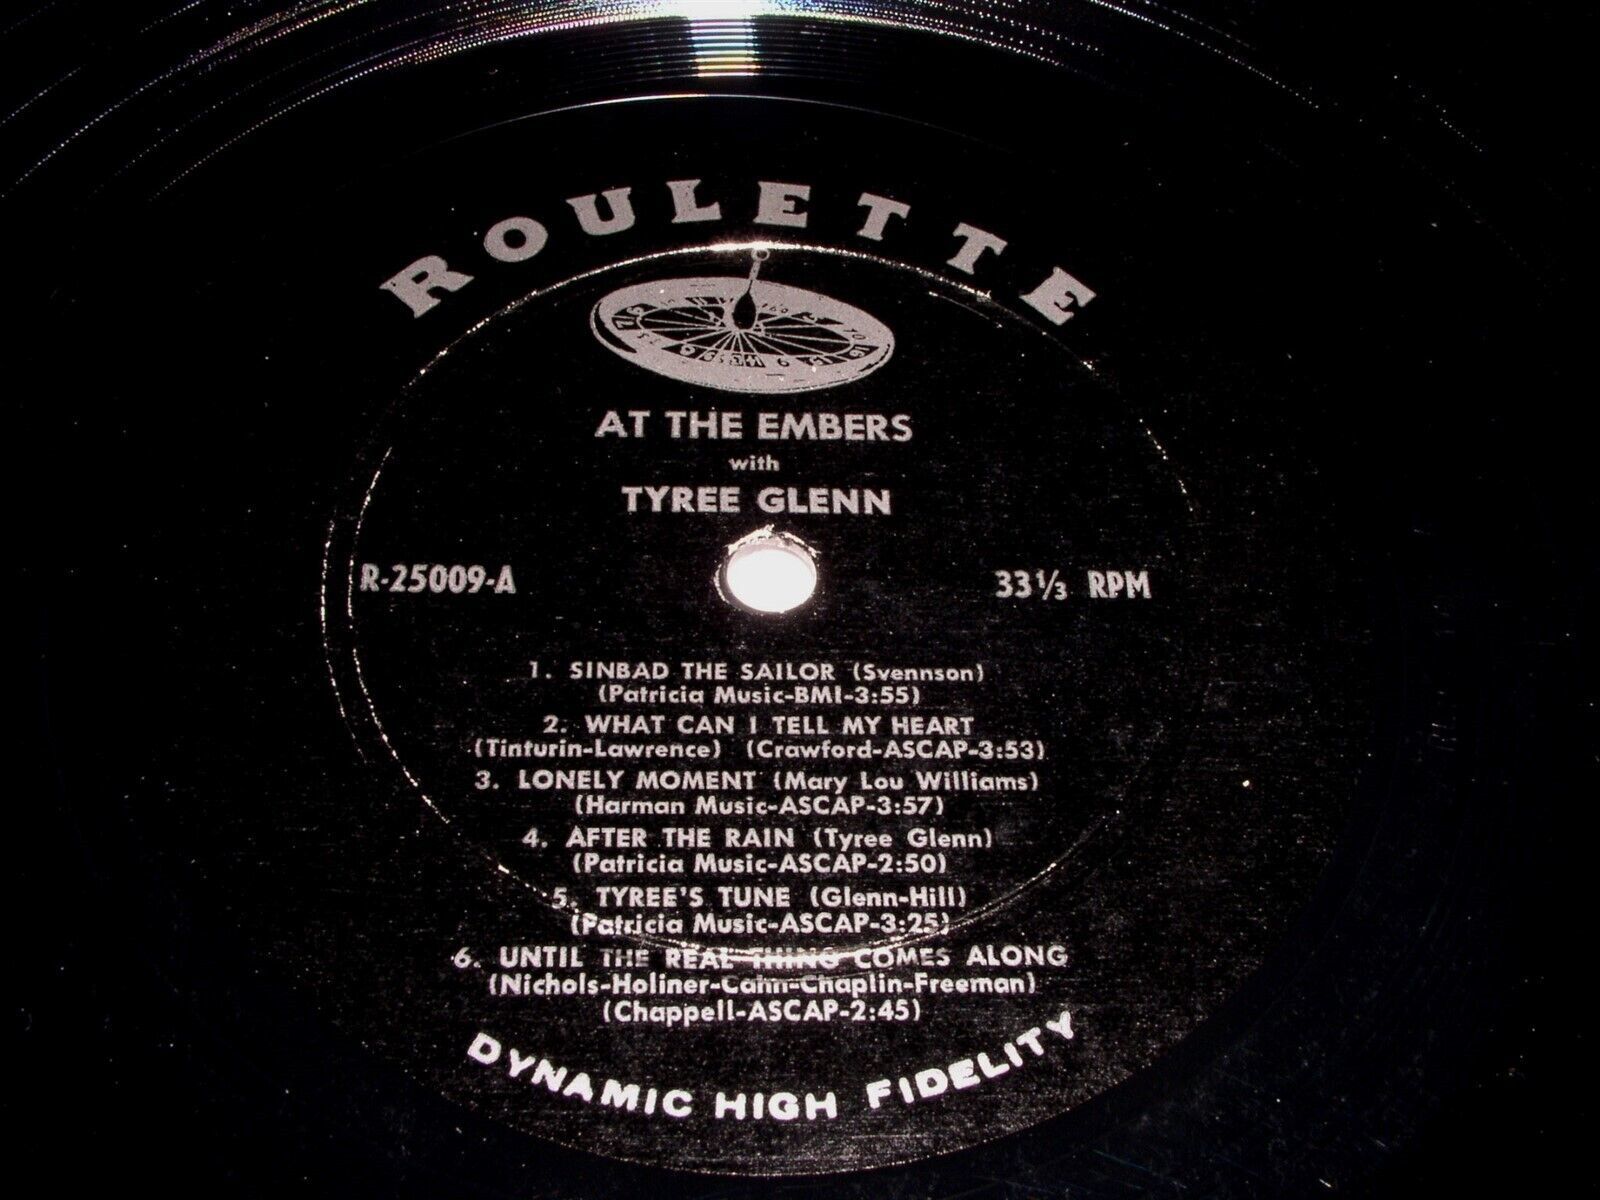 ROULETTE
AT THE EMBERS
with
TYREE GLENN
R-25009-A
33⅓ RPM
1. SINBAD THE SAILOR (Svennson)
(Patricia Music-BMI-3:55)
2. WHAT CAN I TELL MY HEART
(Tinturin-Lawrence) (Crawford-ASCAP-3:53)
3. LONELY MOMENT (Mary Lou Williams)
(Harman Music-ASCAP-3:57)
4. AFTER THE RAIN (Tyree Glenn)
(Patricia Music-ASCAP-2:50)
5. TYREE'S TUNE (Glenn-Hill)
(Patricia Music-ASCAP-3:25)
6. UNTIL THE REAL THING COMES ALONG
(Nichols-Holiner-Cahn-Chaplin-Freeman)
(Chappell-ASCAP-2:45)
DYNAMIC HIGH FIDELITY